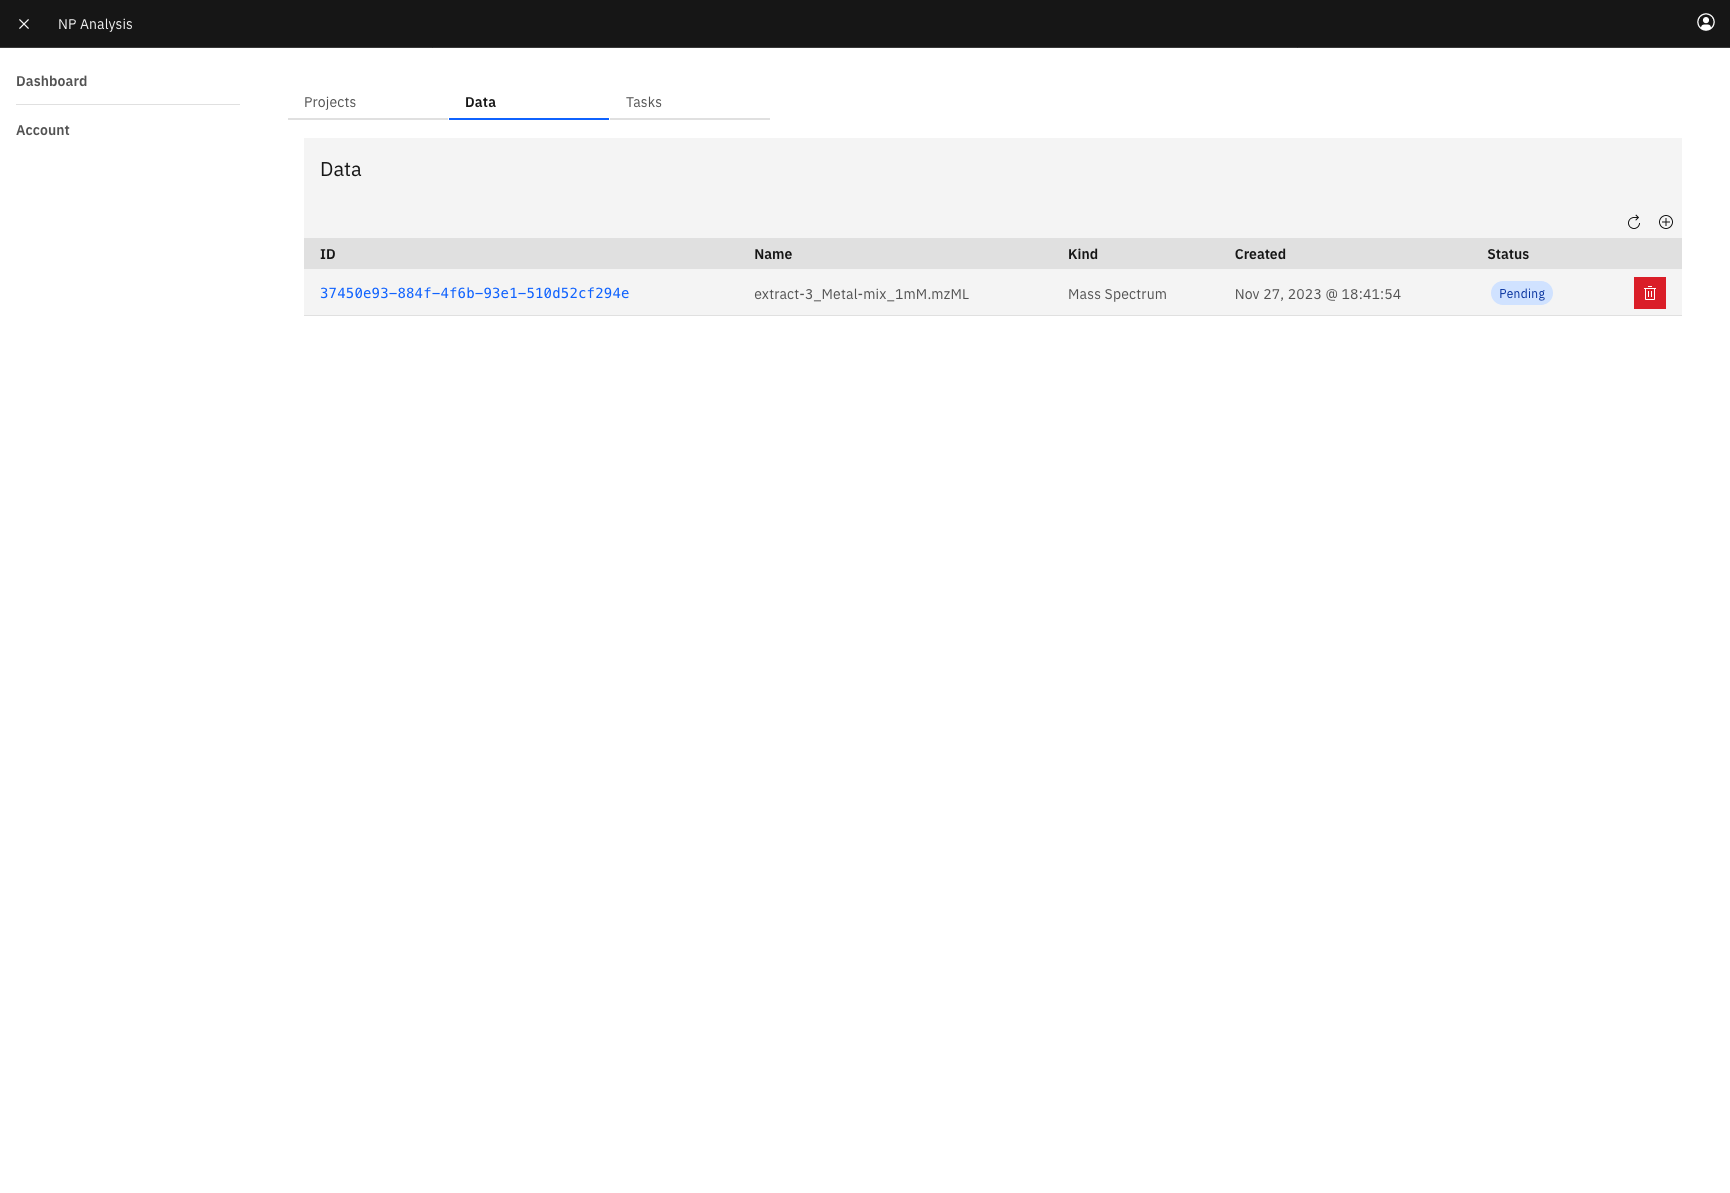 NP Analysis
Dashboard
Account
Projects Data Tasks
Data
ID Name Kind Created Status
37450e93-884f-4f6b-93e1-510d52cf294e extract-3_Metal-mix_1mM.mzML Mass Spectrum Nov 27, 2023 @ 18:41:54 Pending